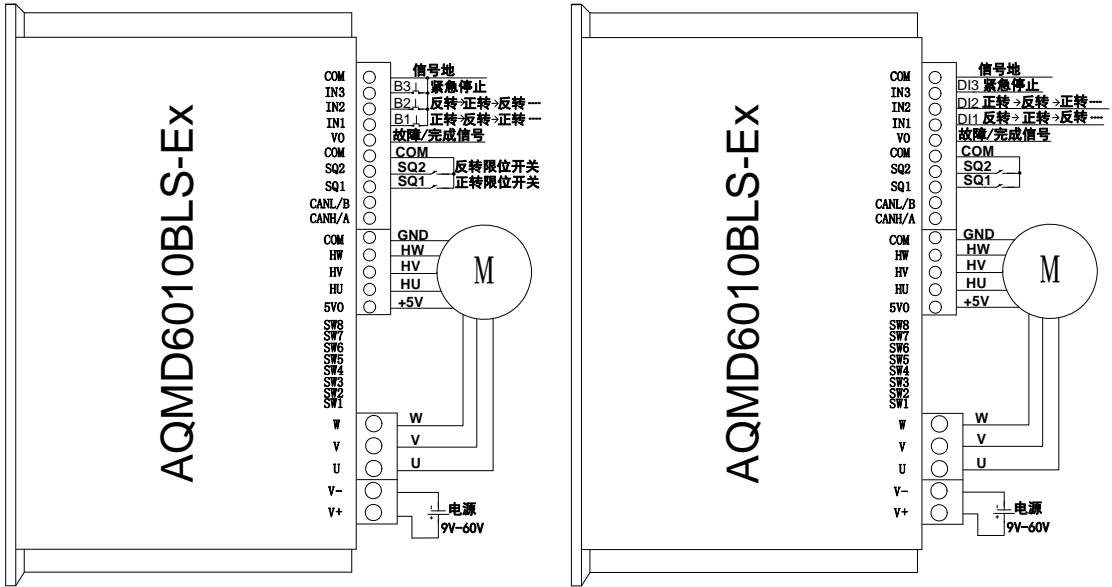 AQMD6010BLS-Ex
COM 信号地
IN3 B3 紧急停止
IN2 B2 反转→正转→反转----
IN1 B1 正转→反转→正转----
VO 故障/完成信号
COM COM
SQ2 SQ2 反转限位开关
SQ1 SQ1 正转限位开关
CANL/B
CANH/A
COM GND
HW HW
HV HV
HU HU
5VO +5V
M
SW8
SW7
SW6
SW5
SW4
SW3
SW2
SW1
W W
V V
U U
V- 电源
V+ 9V-60V
AQMD6010BLS-Ex
COM 信号地
IN3 DI3 紧急停止
IN2 DI2 正转→反转→正转----
IN1 DI1 反转→正转→反转----
VO 故障/完成信号
COM COM
SQ2 SQ2
SQ1 SQ1
CANL/B
CANH/A
COM GND
HW HW
HV HV
HU HU
5VO +5V
M
SW8
SW7
SW6
SW5
SW4
SW3
SW2
SW1
W W
V V
U U
V- 电源
V+ 9V-60V